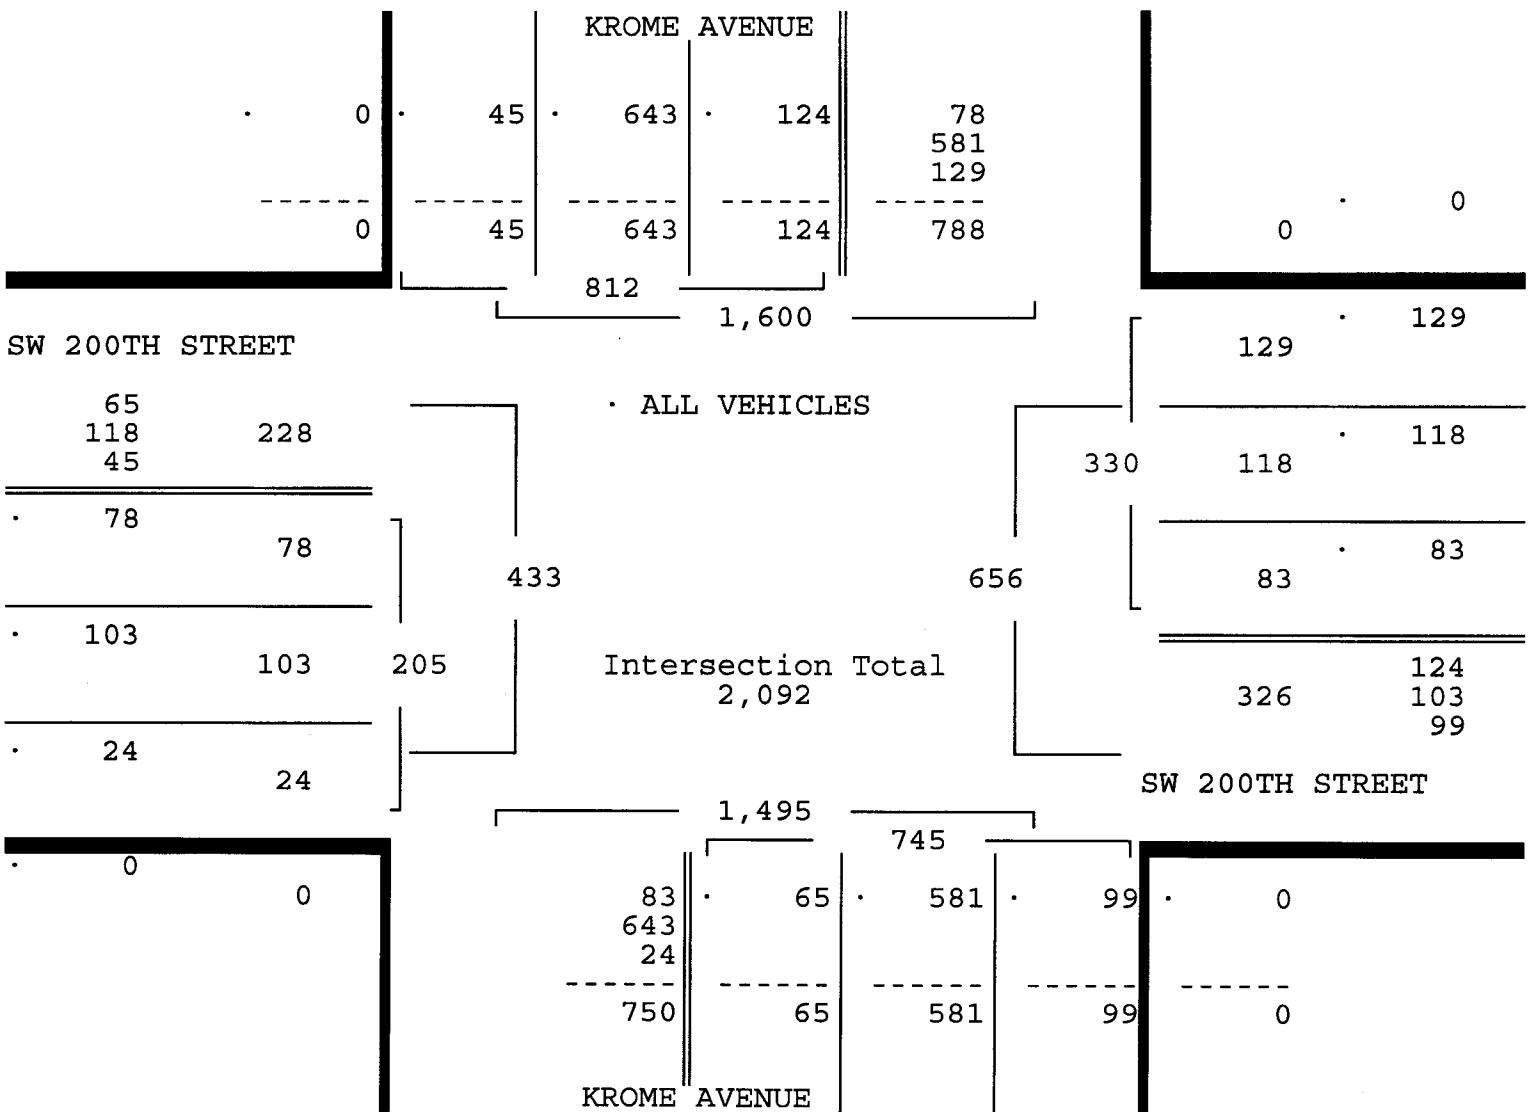 KROME AVENUE
· 0 · 45 · 643 · 124 78
581
129
------ ------ ------ ------ ------ · 0
0 45 643 124 788 0
812
1,600 · 129
SW 200TH STREET 129
65 · ALL VEHICLES
118 228 · 118
45 330 118
· 78
78 · 83
433 656 83
· 103
103 205 Intersection Total 124
2,092 326 103
99
· 24
24 SW 200TH STREET
1,495
745
· 0
0 83 · 65 · 581 · 99 · 0
643
24
------ ------ ------ ------ ------
750 65 581 99 0
KROME AVENUE